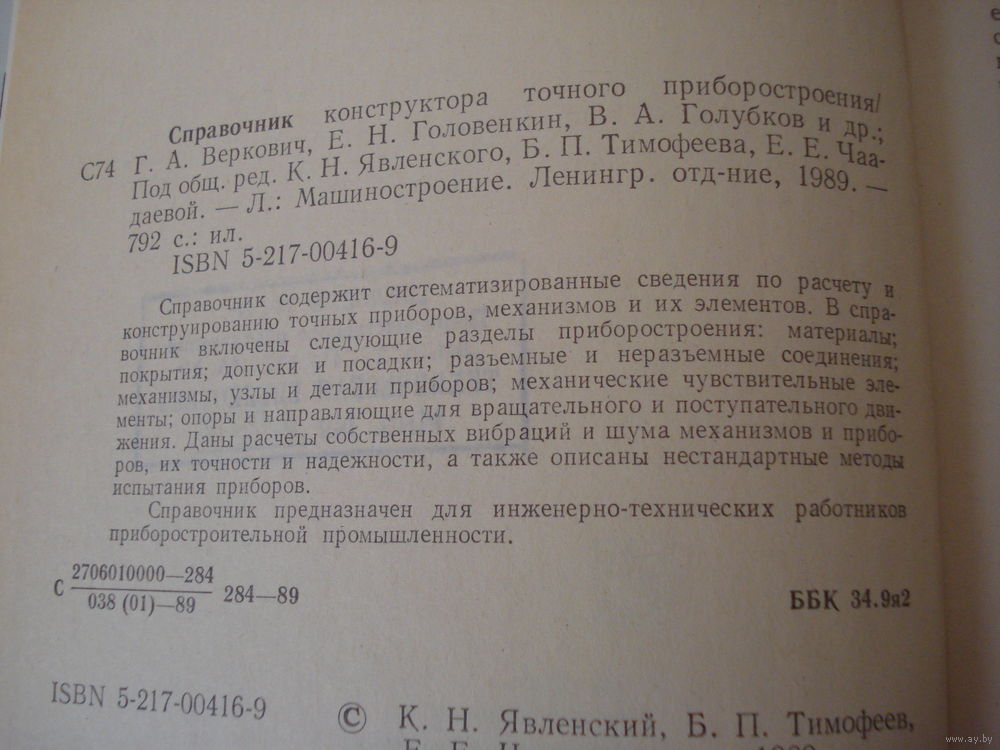 Справочник конструктора точного приборостроения/
С74 Г. А. Веркович, Е. Н. Головенкин, В. А. Голубков и др.;
Под общ. ред. К. Н. Явленского, Б. П. Тимофеева, Е. Е. Чаа-
даевой. — Л.: Машиностроение. Ленингр. отд-ние, 1989. —
792 с.: ил.
ISBN 5-217-00416-9
Справочник содержит систематизированные сведения по расчету и
конструированию точных приборов, механизмов и их элементов. В спра-
вочник включены следующие разделы приборостроения: материалы;
покрытия; допуски и посадки; разъемные и неразъемные соединения;
механизмы, узлы и детали приборов; механические чувствительные эле-
менты; опоры и направляющие для вращательного и поступательного дви-
жения. Даны расчеты собственных вибраций и шума механизмов и прибо-
ров, их точности и надежности, а также описаны нестандартные методы
испытания приборов.
Справочник предназначен для инженерно-технических работников
приборостроительной промышленности.
С 2706010000—284
038 (01)—89 284—89
ББК 34.9я2
ISBN 5-217-00416-9
© К. Н. Явленский, Б. П. Тимофеев,
www.ay.by